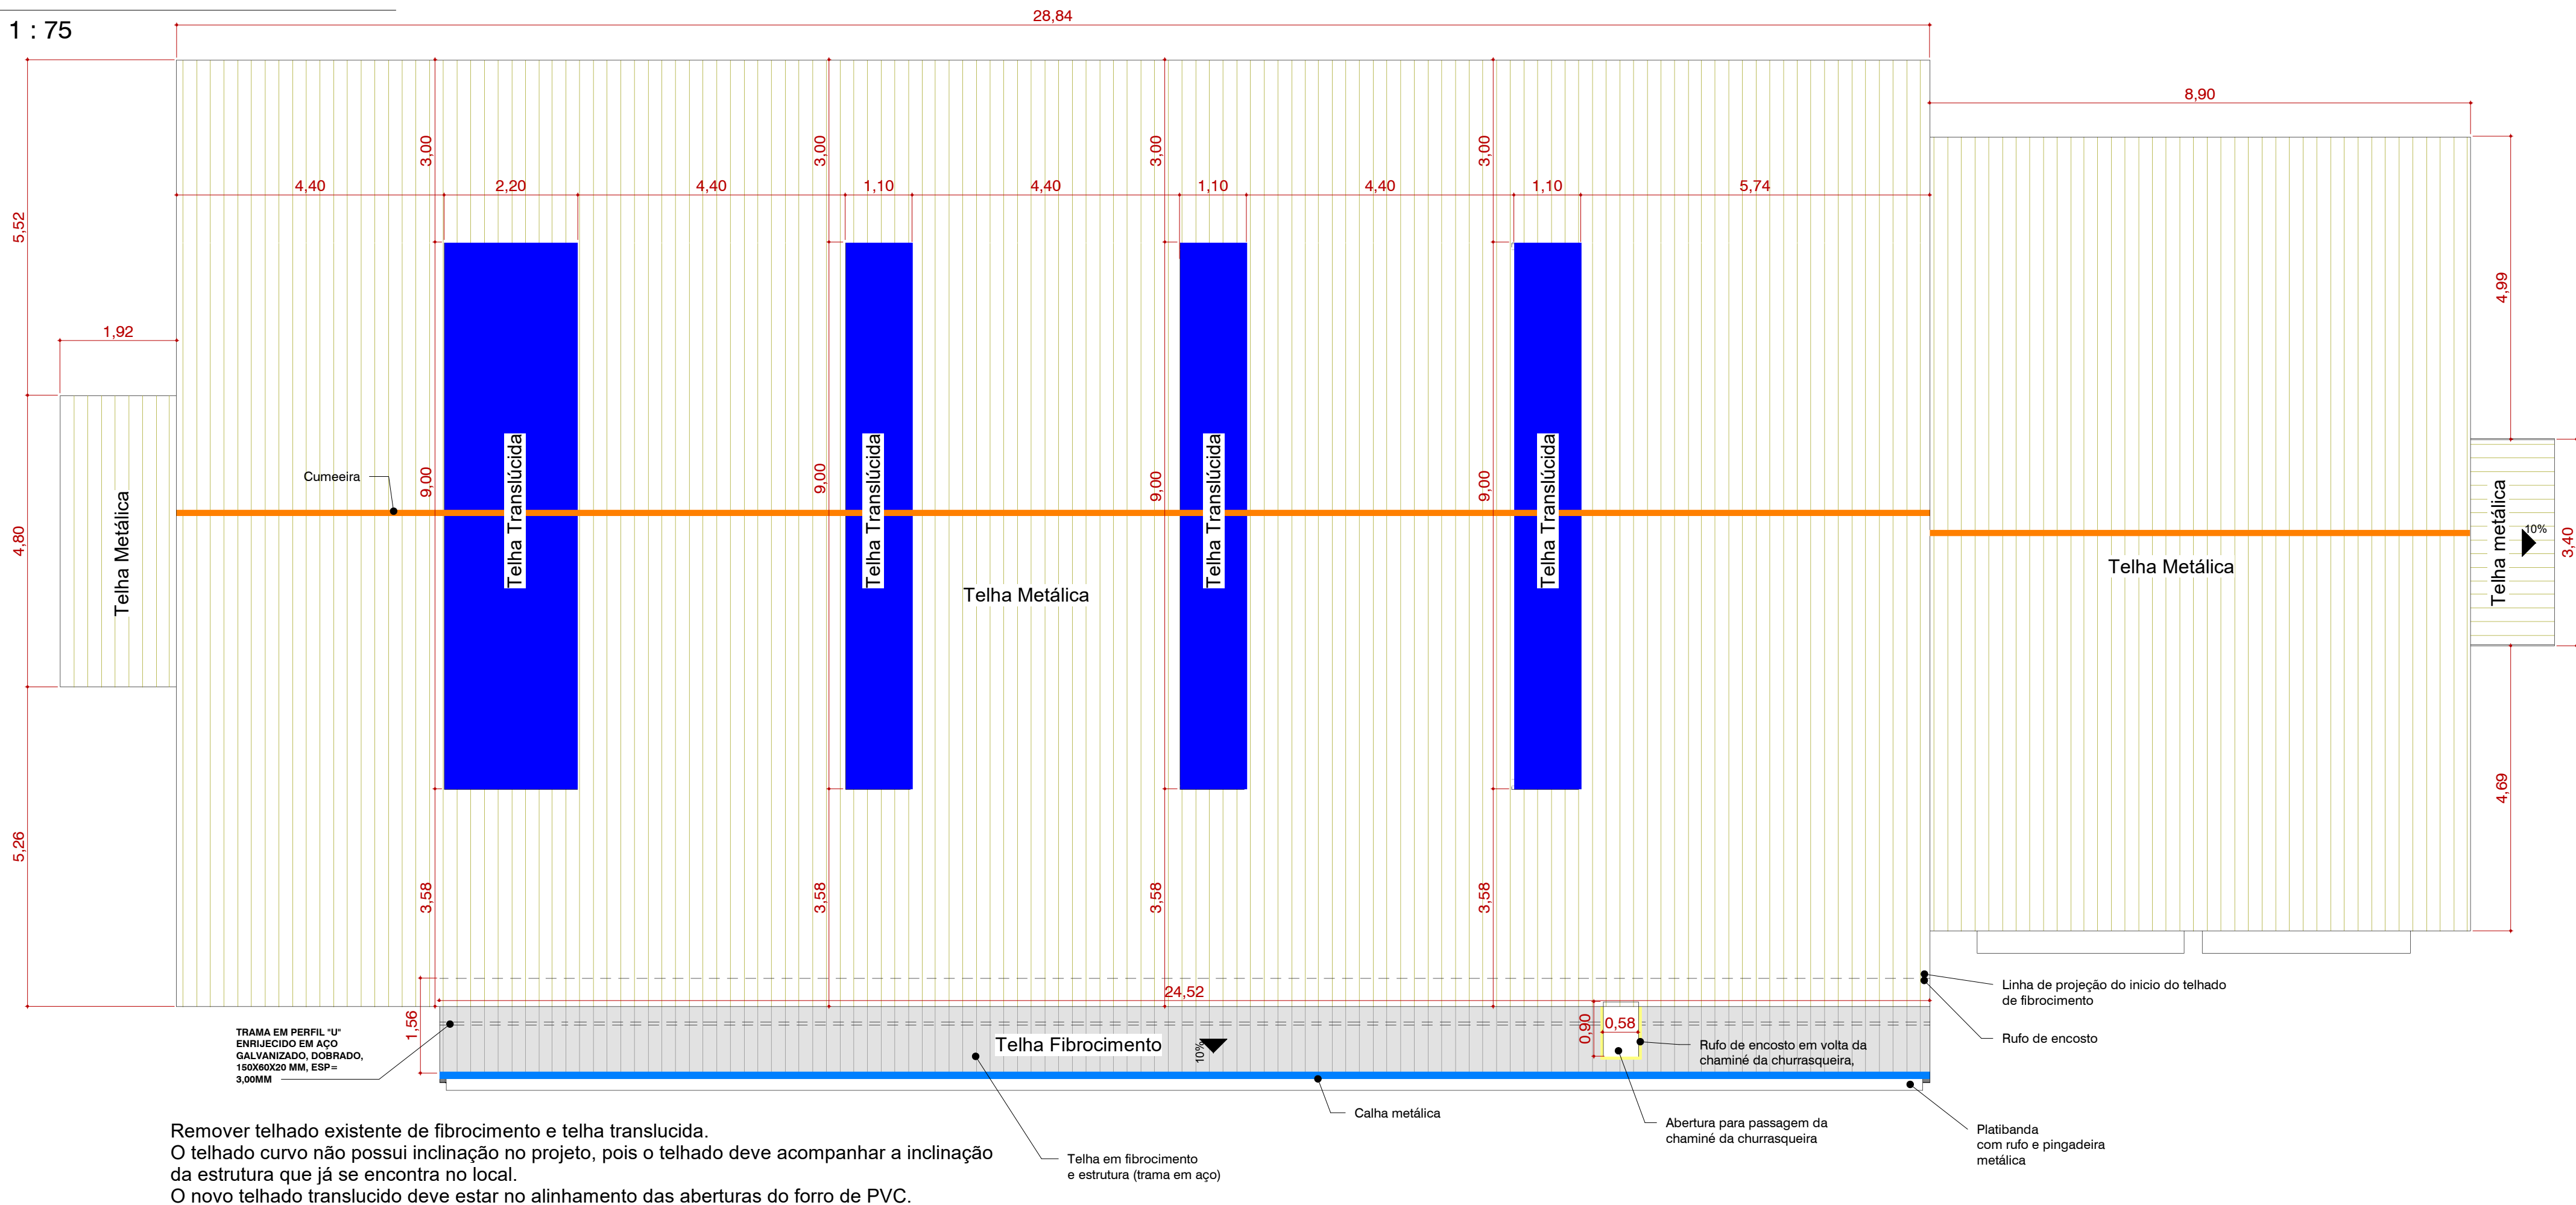 1 : 75
28,84
8,90
3,00
3,00
3,00
3,00
4,40
2,20
4,40
1,10
4,40
1,10
4,40
1,10
5,74
5,52
4,99
1,92
Cumeeira
9,00
9,00
9,00
9,00
Telha Translúcida
Telha Translúcida
Telha Translúcida
Telha Translúcida
Telha Metálica
4,80
Telha Metálica
Telha Metálica
Telha metálica
10%
3,40
4,69
5,26
3,58
3,58
3,58
3,58
24,52
1,56
0,90
0,58
Telha Fibrocimento
10%
TRAMA EM PERFIL "U"
ENRIJECIDO EM AÇO
GALVANIZADO, DOBRADO,
150X60X20 MM, ESP=
3,00MM
Linha de projeção do inicio do telhado
de fibrocimento
Rufo de encosto
Rufo de encosto em volta da
chaminé da churrasqueira,
Calha metálica
Abertura para passagem da
chaminé da churrasqueira
Platibanda
com rufo e pingadeira
metálica
Telha em fibrocimento
e estrutura (trama em aço)
Remover telhado existente de fibrocimento e telha translucida.
O telhado curvo não possui inclinação no projeto, pois o telhado deve acompanhar a inclinação
da estrutura que já se encontra no local.
O novo telhado translucido deve estar no alinhamento das aberturas do forro de PVC.